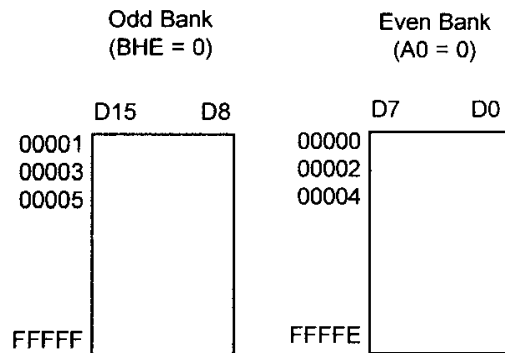 Odd Bank
(BHE = 0)
Even Bank
(A0 = 0)
D15 D8
D7 D0
00001
00003
00005
FFFFF
00000
00002
00004
FFFFE